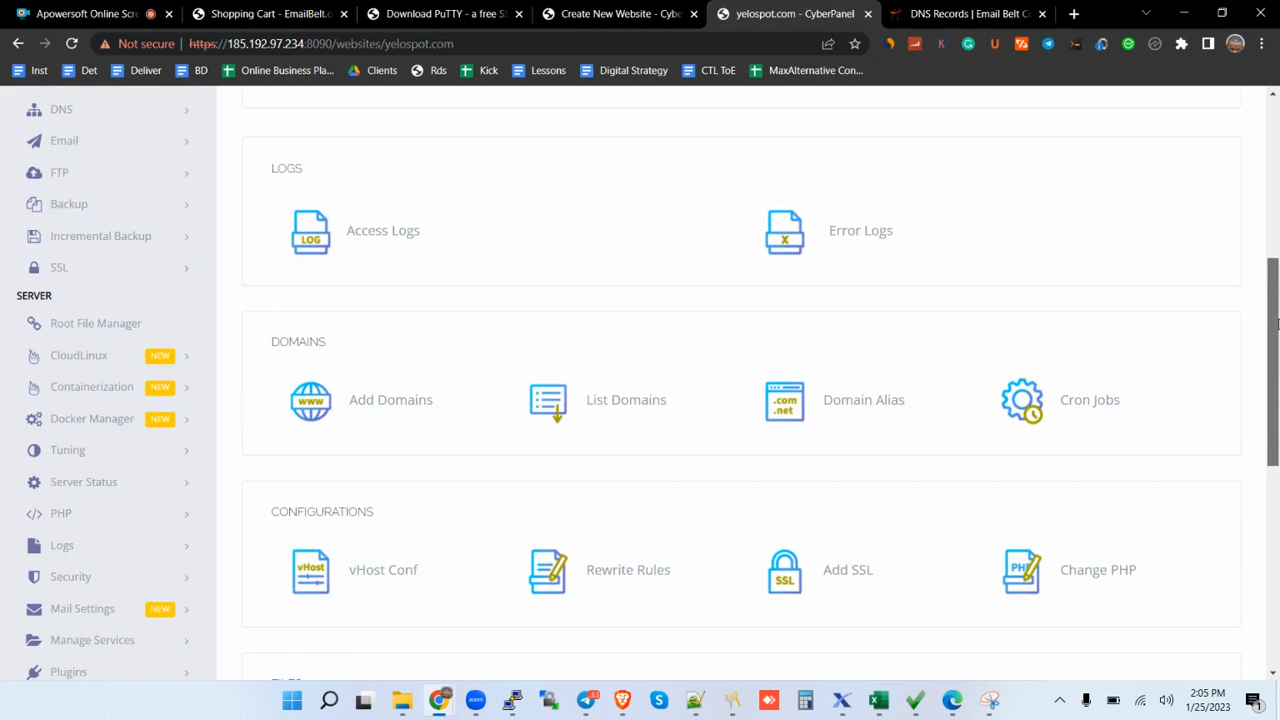 Apowersoft Online Scree
Shopping Cart - EmailBelt.
Download PuTTY - a free S
Create New Website - Cybe
yelospot.com - CyberPanel
DNS Records | Email Belt Co
Not secure
https://185.192.97.234:8090/websites/yelospot.com
Inst
Det
Deliver
BD
Online Business Pla...
Clients
Rds
Kick
Lessons
Digital Strategy
CTL ToE
MaxAlternative Con...
DNS
Email
FTP
Backup
Incremental Backup
SSL
SERVER
Root File Manager
CloudLinux NEW
Containerization NEW
Docker Manager NEW
Tuning
Server Status
PHP
Logs
Security
Mail Settings NEW
Manage Services
Plugins
LOGS
LOG Access Logs
X Error Logs
DOMAINS
www Add Domains
List Domains
.com .net Domain Alias
Cron Jobs
CONFIGURATIONS
vHost vHost Conf
Rewrite Rules
SSL Add SSL
PHP Change PHP
zoom
63
2:05 PM
1/25/2023
1